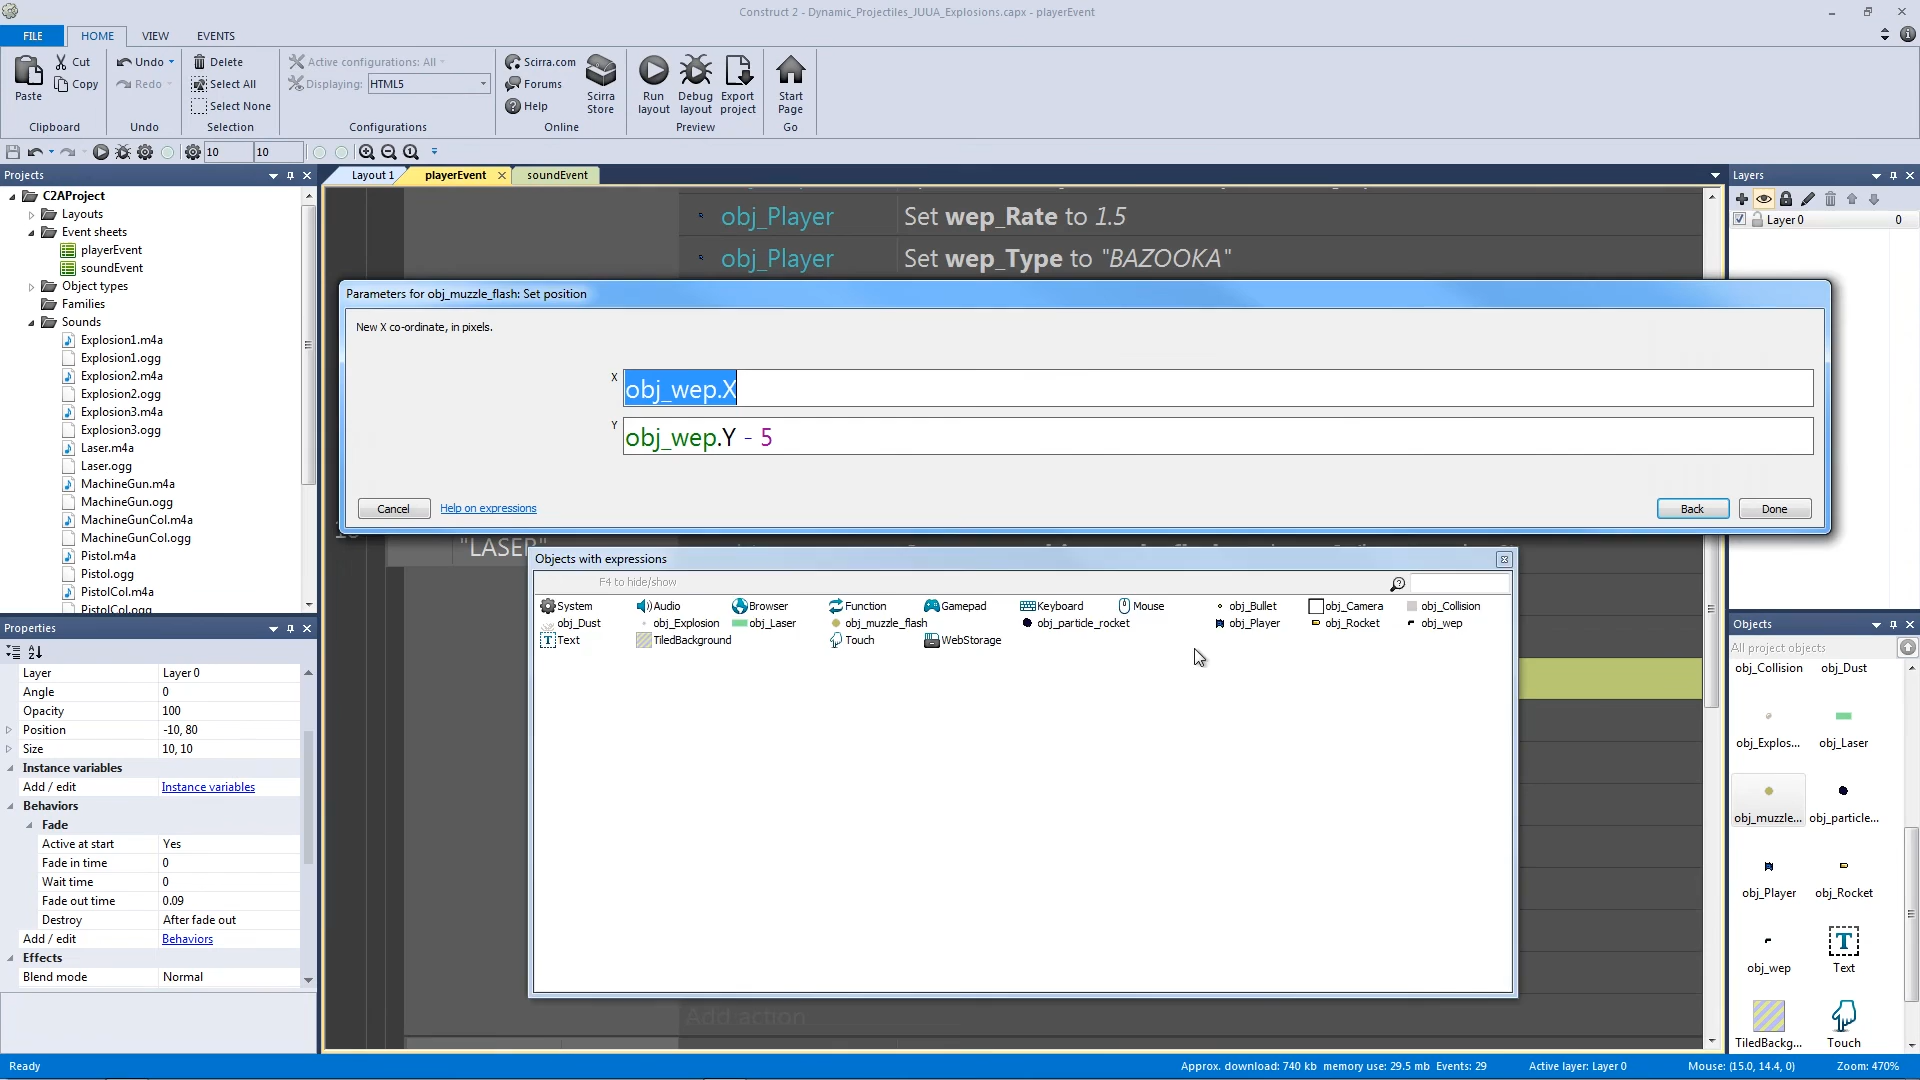 Construct 2 - Dynamic_Projectiles_JUUA_Explosions.capx - playerEvent
FILE
HOME
VIEW
EVENTS
Paste
Cut
Copy
Clipboard
Undo
Redo
Undo
Delete
Select All
Select None
Selection
Active configurations: All
Displaying:
HTML5
Configurations
Scirra.com
Forums
Help
Scirra Store
Online
Run layout
Debug layout
Export project
Preview
Start Page
Go
10
10
Projects
Layout 1
playerEvent
soundEvent
Layers
C2AProject
Layouts
Event sheets
playerEvent
soundEvent
Object types
Families
Sounds
Explosion1.m4a
Explosion1.ogg
Explosion2.m4a
Explosion2.ogg
Explosion3.m4a
Explosion3.ogg
Laser.m4a
Laser.ogg
MachineGun.m4a
MachineGun.ogg
MachineGunCol.m4a
MachineGunCol.ogg
Pistol.m4a
Pistol.ogg
PistolCol.m4a
PistolCol.ogg
obj_Player
Set wep_Rate to 1.5
obj_Player
Set wep_Type to "BAZOOKA"
Layer 0
0
Parameters for obj_muzzle_flash: Set position
New X co-ordinate, in pixels.
X
obj_wep.X
Y
obj_wep.Y - 5
Cancel
Help on expressions
Back
Done
"LASER"
Objects with expressions
F4 to hide/show
System
Audio
Browser
Function
Gamepad
Keyboard
Mouse
obj_Bullet
obj_Camera
obj_Collision
obj_Dust
obj_Explosion
obj_Laser
obj_muzzle_flash
obj_particle_rocket
obj_Player
obj_Rocket
obj_wep
Text
TiledBackground
Touch
WebStorage
Add action
Properties
Layer
Layer 0
Angle
0
Opacity
100
Position
-10, 80
Size
10, 10
Instance variables
Add / edit
Instance variables
Behaviors
Fade
Active at start
Yes
Fade in time
0
Wait time
0
Fade out time
0.09
Destroy
After fade out
Add / edit
Behaviors
Effects
Blend mode
Normal
Objects
All project objects
obj_Collision
obj_Dust
obj_Explos...
obj_Laser
obj_muzzle...
obj_particle...
obj_Player
obj_Rocket
obj_wep
Text
TiledBackg...
Touch
Ready
Approx. download: 740 kb
memory use: 29.5 mb
Events: 29
Active layer: Layer 0
Mouse: (15.0, 14.4, 0)
Zoom: 470%